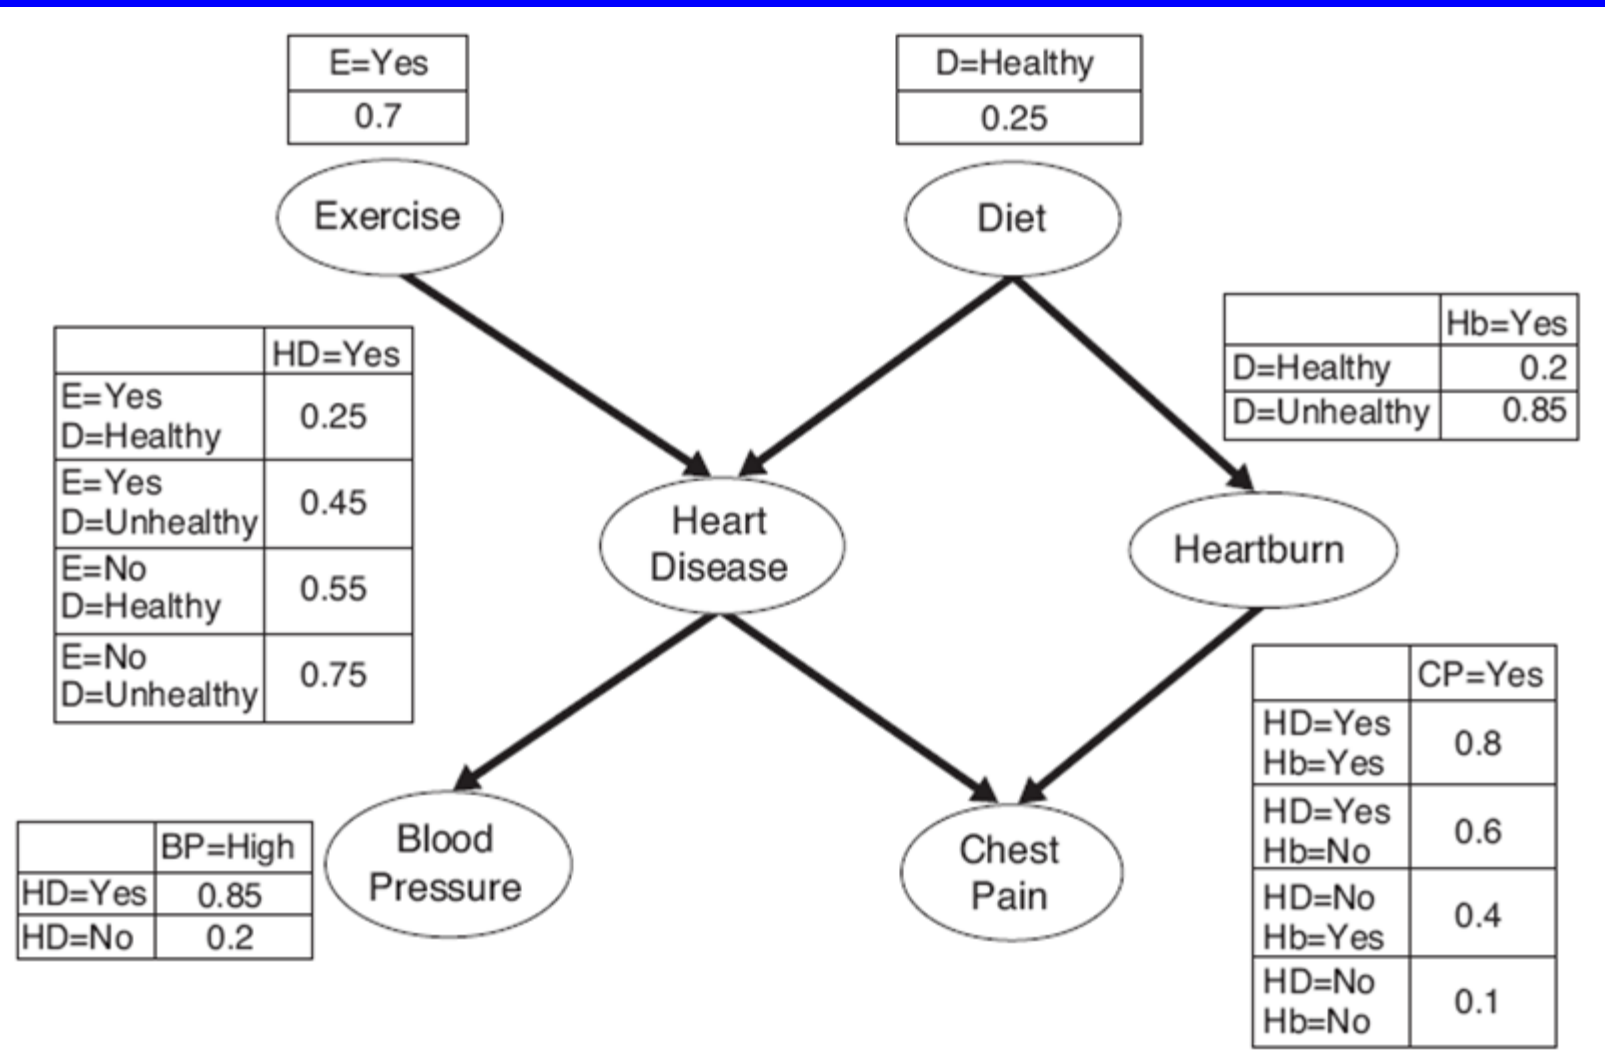 E=Yes
0.7
D=Healthy
0.25
Exercise
Diet
HD=Yes
E=Yes
D=Healthy
0.25
E=Yes
D=Unhealthy
0.45
E=No
D=Healthy
0.55
E=No
D=Unhealthy
0.75
Hb=Yes
D=Healthy 0.2
D=Unhealthy 0.85
Heart
Disease
Heartburn
BP=High
HD=Yes 0.85
HD=No 0.2
Blood
Pressure
Chest
Pain
CP=Yes
HD=Yes
Hb=Yes
0.8
HD=Yes
Hb=No
0.6
HD=No
Hb=Yes
0.4
HD=No
Hb=No
0.1